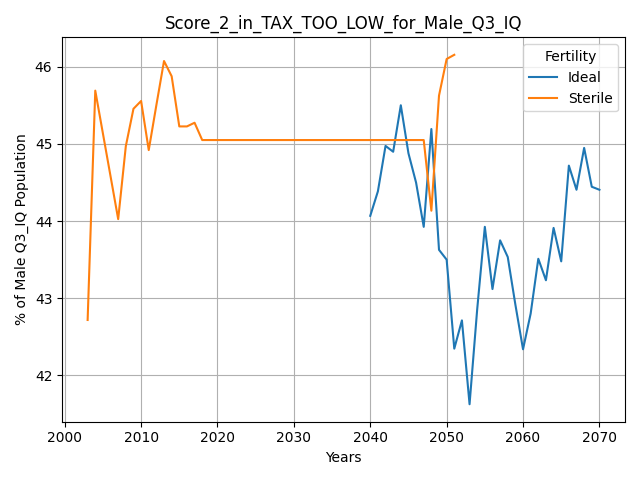 Score_2_in_TAX_TOO_LOW_for_Male_Q3_IQ
% of Male Q3_IQ Population
46
45
44
43
42
Fertility
Ideal
Sterile
2000 2010 2020 2030 2040 2050 2060 2070
Years